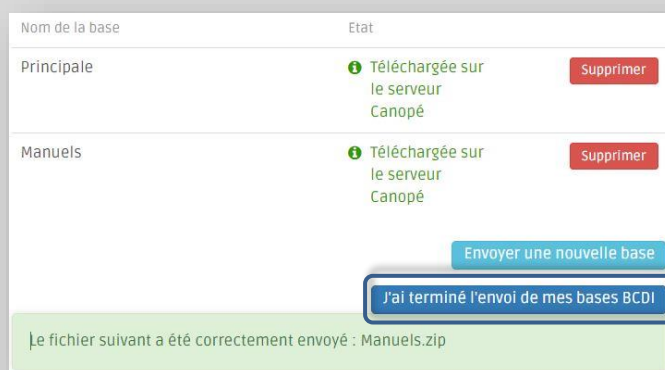 Nom de la base Etat
Principale Téléchargée sur Supprimer
le serveur
Canopé
Manuels Téléchargée sur Supprimer
le serveur
Canopé
Envoyer une nouvelle base
J'ai terminé l'envoi de mes bases BCDI
Le fichier suivant a été correctement envoyé : Manuels.zip